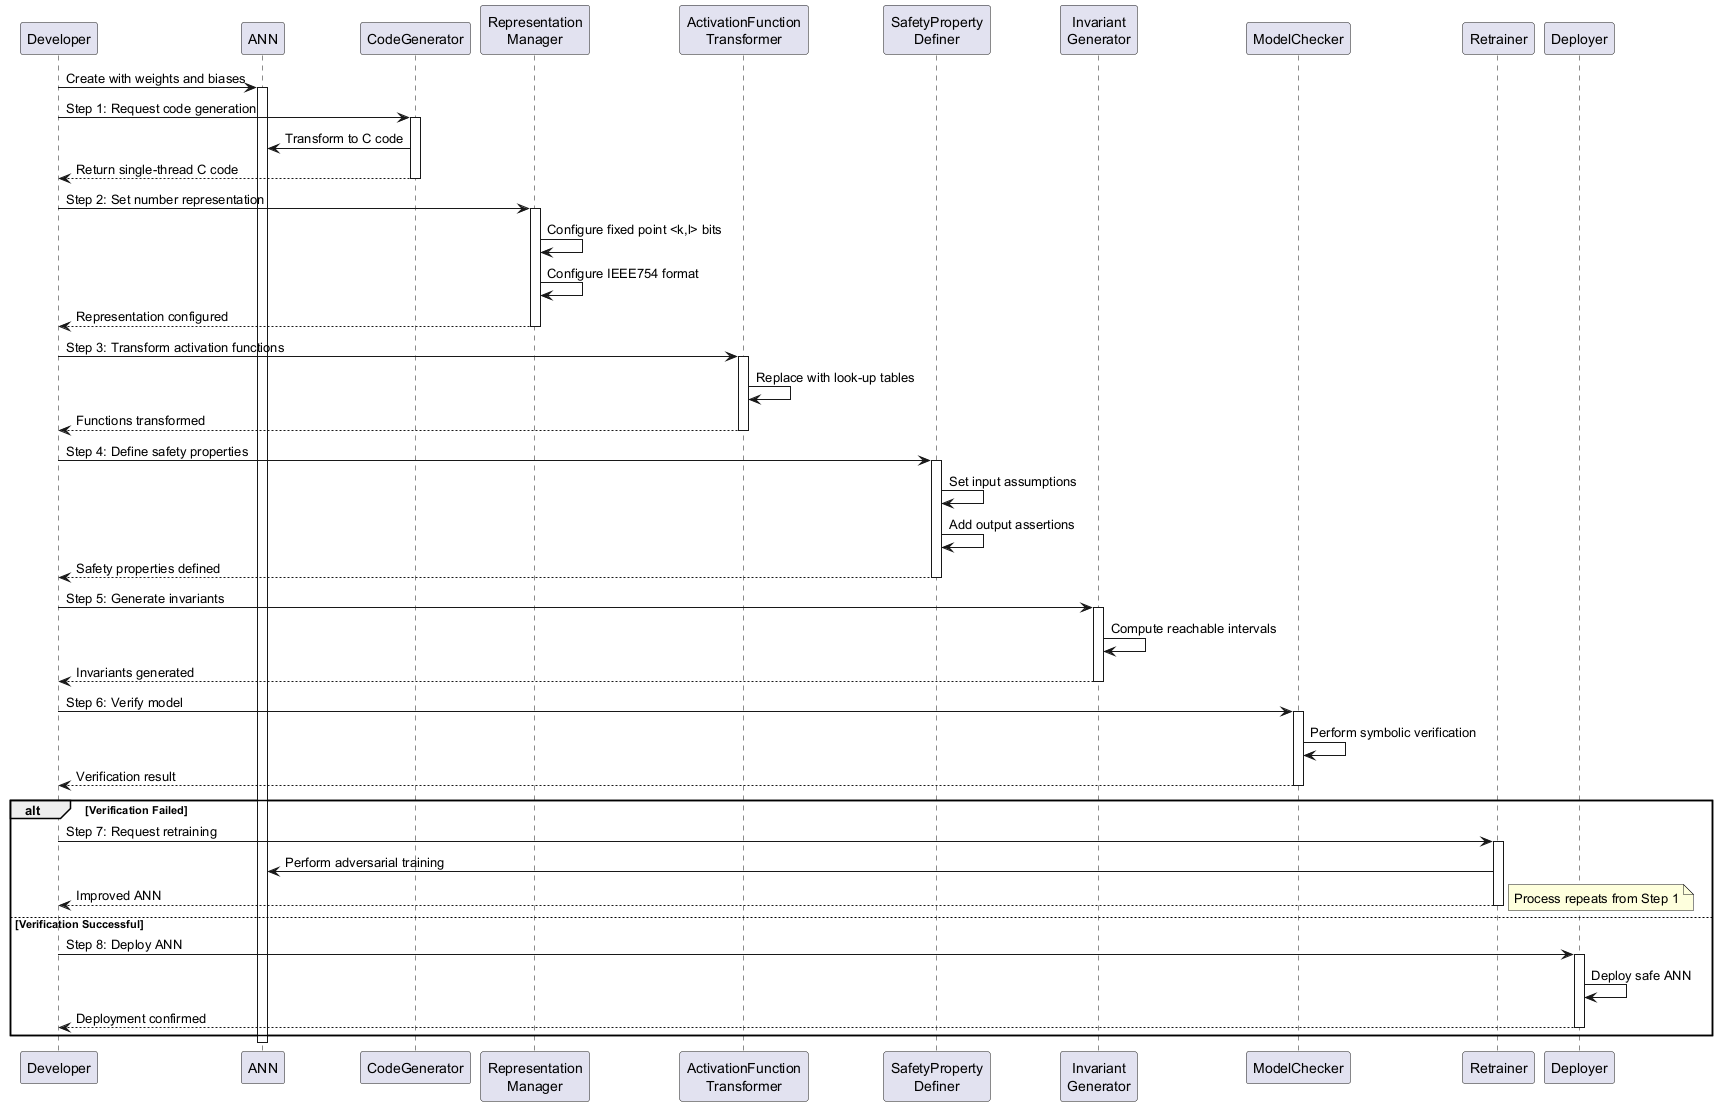 Developer
ANN
CodeGenerator
Representation
Manager
ActivationFunction
Transformer
SafetyProperty
Definer
Invariant
Generator
ModelChecker
Retrainer
Deployer
Create with weights and biases
Step 1: Request code generation
Transform to C code
Return single-thread C code
Step 2: Set number representation
Configure fixed point <k,l> bits
Configure IEEE754 format
Representation configured
Step 3: Transform activation functions
Replace with look-up tables
Functions transformed
Step 4: Define safety properties
Set input assumptions
Add output assertions
Safety properties defined
Step 5: Generate invariants
Compute reachable intervals
Invariants generated
Step 6: Verify model
Perform symbolic verification
Verification result
alt [Verification Failed]
Step 7: Request retraining
Perform adversarial training
Improved ANN
Process repeats from Step 1
[Verification Successful]
Step 8: Deploy ANN
Deploy safe ANN
Deployment confirmed
Developer
ANN
CodeGenerator
Representation
Manager
ActivationFunction
Transformer
SafetyProperty
Definer
Invariant
Generator
ModelChecker
Retrainer
Deployer